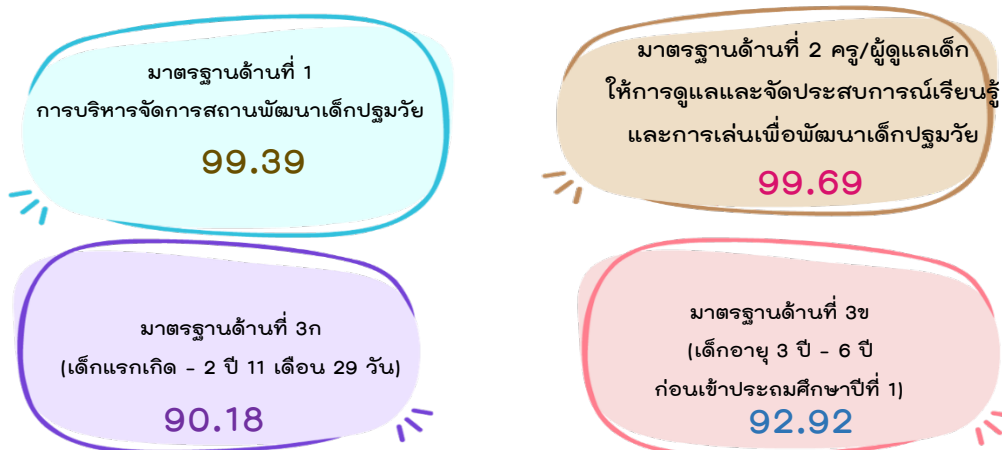 มาตรฐานด้านที่ 1
การบริหารจัดการสถานพัฒนาเด็กปฐมวัย
99.39
มาตรฐานด้านที่ 2 ครู/ผู้ดูแลเด็ก
ให้การดูแลและจัดประสบการณ์เรียนรู้
และการเล่นเพื่อพัฒนาเด็กปฐมวัย
99.69
มาตรฐานด้านที่ 3ก
(เด็กแรกเกิด - 2 ปี 11 เดือน 29 วัน)
90.18
มาตรฐานด้านที่ 3ข
(เด็กอายุ 3 ปี - 6 ปี
ก่อนเข้าประถมศึกษาปีที่ 1)
92.92